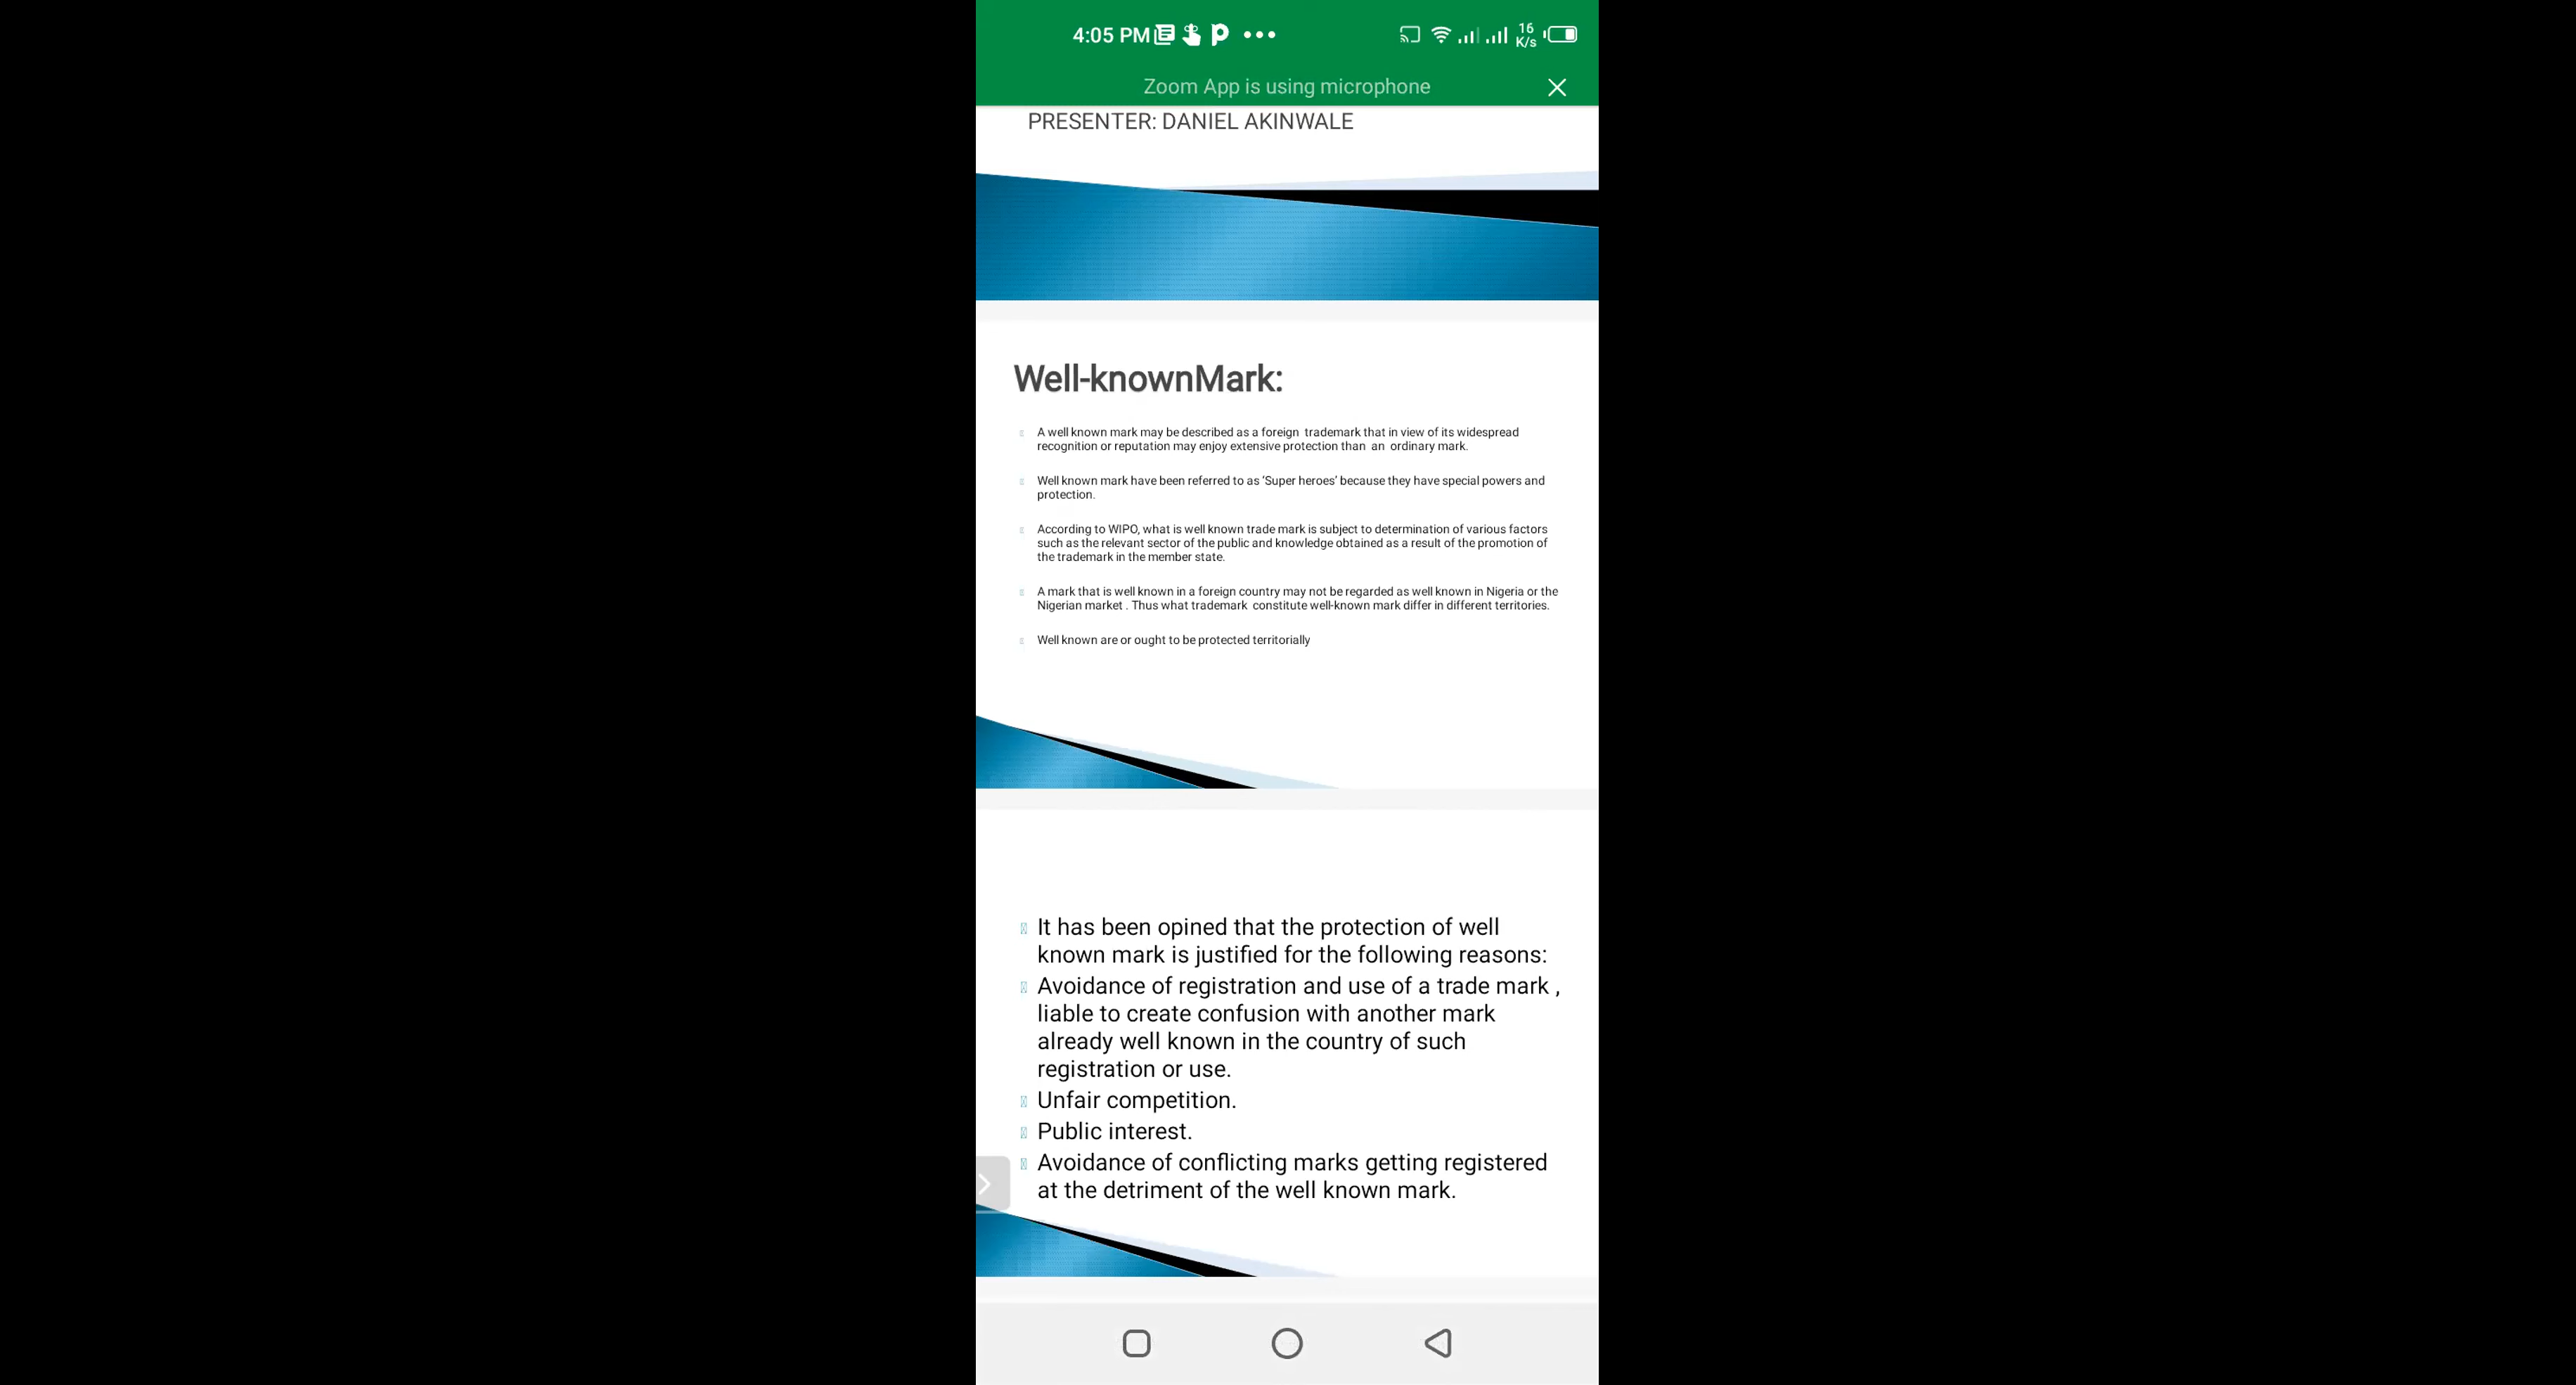 4:05 PM
16
K/s
Zoom App is using microphone
PRESENTER: DANIEL AKINWALE
Well-knownMark:
A well known mark may be described as a foreign trademark that in view of its widespread
recognition or reputation may enjoy extensive protection than an ordinary mark.
Well known mark have been referred to as ‘Super heroes’ because they have special powers and
protection.
According to WIPO, what is well known trade mark is subject to determination of various factors
such as the relevant sector of the public and knowledge obtained as a result of the promotion of
the trademark in the member state.
A mark that is well known in a foreign country may not be regarded as well known in Nigeria or the
Nigerian market . Thus what trademark constitute well-known mark differ in different territories.
Well known are or ought to be protected territorially
It has been opined that the protection of well
known mark is justified for the following reasons:
Avoidance of registration and use of a trade mark ,
liable to create confusion with another mark
already well known in the country of such
registration or use.
Unfair competition.
Public interest.
Avoidance of conflicting marks getting registered
at the detriment of the well known mark.